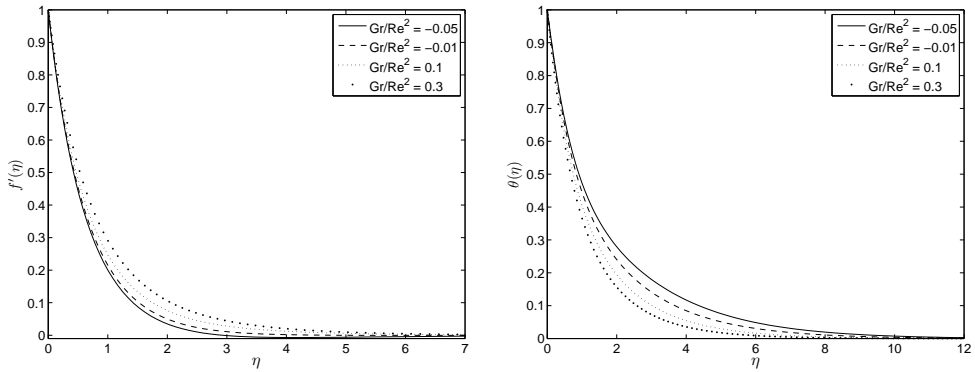 1
0.9
0.8
0.7
0.6
0.5
0.4
0.3
0.2
0.1
0
f′(η)
0 1 2 3 4 5 6 7
η
Gr/Re² = −0.05
Gr/Re² = −0.01
Gr/Re² = 0.1
Gr/Re² = 0.3
1
0.9
0.8
0.7
0.6
0.5
0.4
0.3
0.2
0.1
0
θ(η)
0 2 4 6 8 10 12
η
Gr/Re² = −0.05
Gr/Re² = −0.01
Gr/Re² = 0.1
Gr/Re² = 0.3